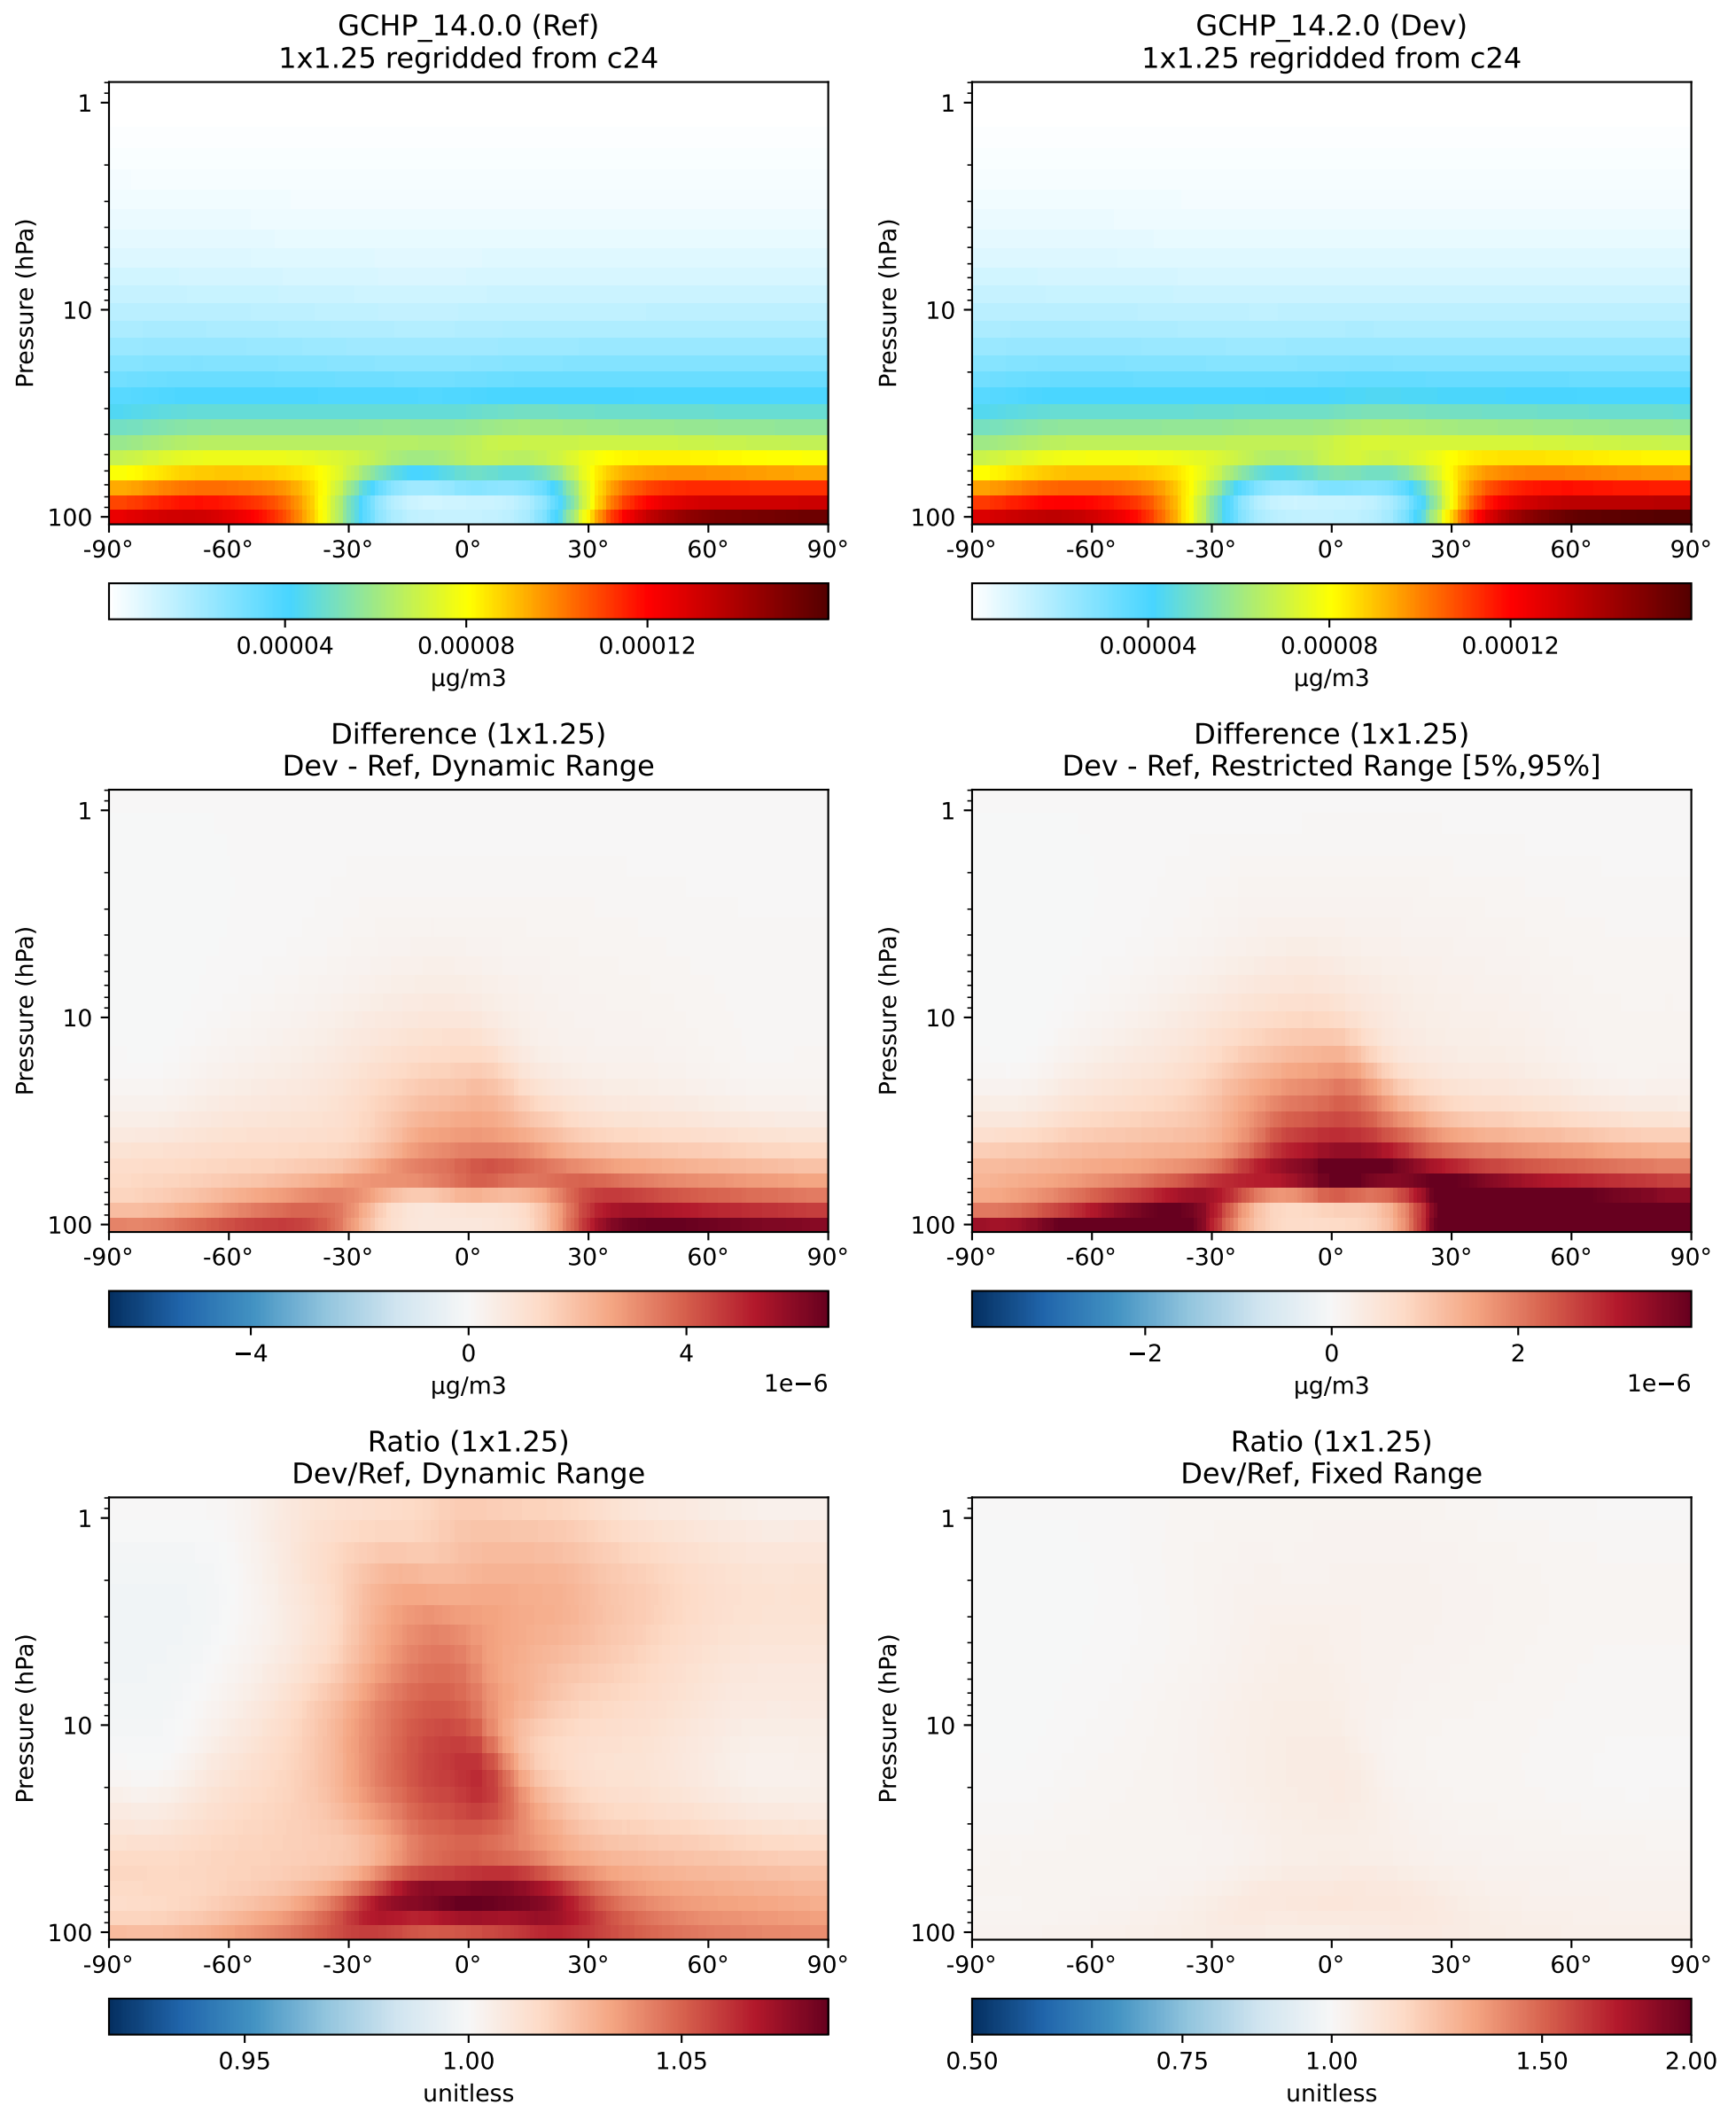 GCHP_14.0.0 (Ref)
1x1.25 regridded from c24
Pressure (hPa)
1
10
100
-90° -60° -30° 0° 30° 60° 90°
0.00004 0.00008 0.00012
μg/m3
GCHP_14.2.0 (Dev)
1x1.25 regridded from c24
Pressure (hPa)
1
10
100
-90° -60° -30° 0° 30° 60° 90°
0.00004 0.00008 0.00012
μg/m3
Difference (1x1.25)
Dev - Ref, Dynamic Range
Pressure (hPa)
1
10
100
-90° -60° -30° 0° 30° 60° 90°
−4 0 4
μg/m3 1e−6
Difference (1x1.25)
Dev - Ref, Restricted Range [5%,95%]
Pressure (hPa)
1
10
100
-90° -60° -30° 0° 30° 60° 90°
−2 0 2
μg/m3 1e−6
Ratio (1x1.25)
Dev/Ref, Dynamic Range
Pressure (hPa)
1
10
100
-90° -60° -30° 0° 30° 60° 90°
0.95 1.00 1.05
unitless
Ratio (1x1.25)
Dev/Ref, Fixed Range
Pressure (hPa)
1
10
100
-90° -60° -30° 0° 30° 60° 90°
0.50 0.75 1.00 1.50 2.00
unitless